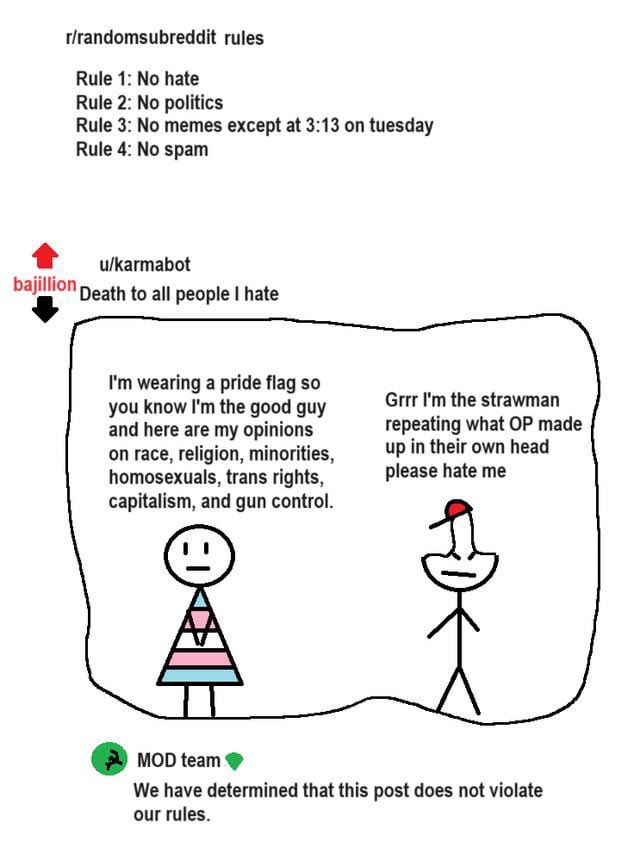 r/randomsubreddit rules
Rule 1: No hate
Rule 2: No politics
Rule 3: No memes except at 3:13 on tuesday
Rule 4: No spam
u/karmabot
bajillion
Death to all people I hate
I'm wearing a pride flag so
you know I'm the good guy
and here are my opinions
on race, religion, minorities,
homosexuals, trans rights,
capitalism, and gun control.
Grrr I'm the strawman
repeating what OP made
up in their own head
please hate me
MOD team
We have determined that this post does not violate
our rules.